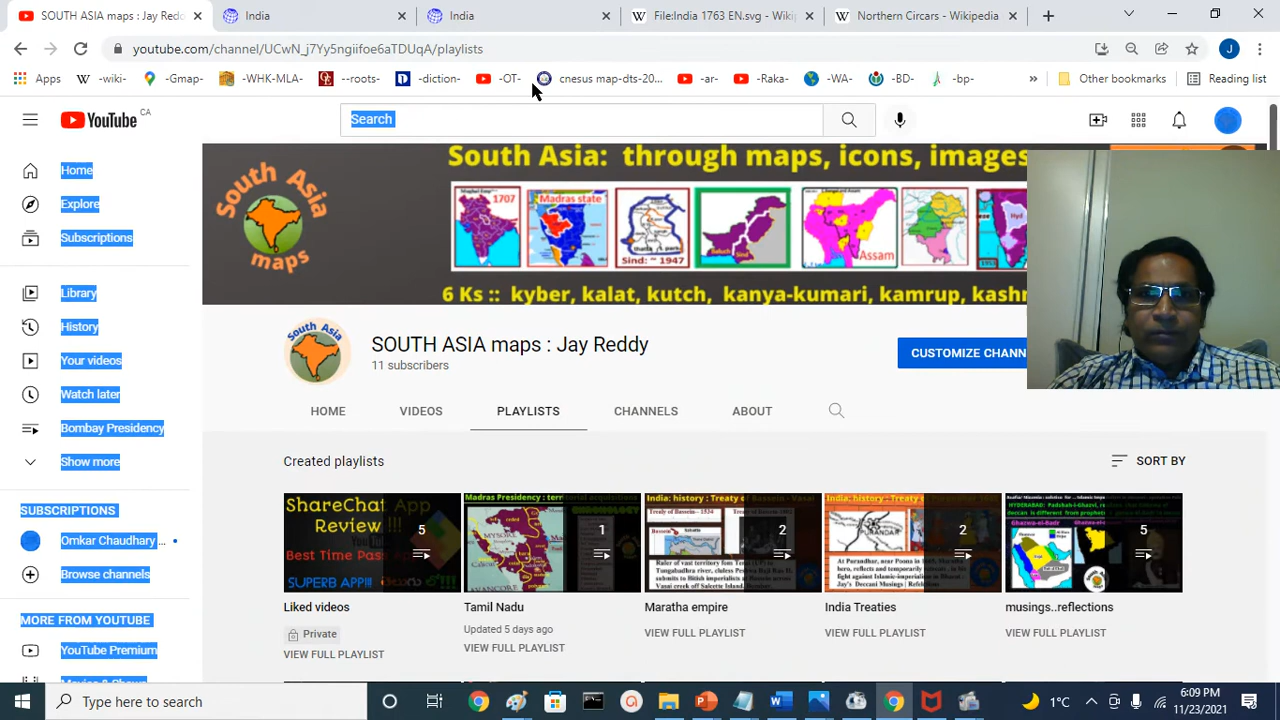 SOUTH ASIA maps : Jay Redd
India
India
File:India 1763 EN.svg - Wikip
Northern Circars - Wikipedia
youtube.com/channel/UCwN_j7Yy5ngiifoe6aTDUqA/playlists
Apps
-wiki-
-Gmap-
-WHK-MLA-
--roots-
-diction-
-OT-
cnesus map-dts-20...
-ar-
-Raka-
-WA-
-BD-
-bp-
»
Other bookmarks
Reading list
YouTube CA
Search
Home
Explore
Subscriptions
Library
History
Your videos
Watch later
Bombay Presidency
Show more
SUBSCRIPTIONS
Omkar Chaudhary ...
Browse channels
MORE FROM YOUTUBE
YouTube Premium
South Asia maps
South Asia: through maps, icons, images
1707
Madras state
Sind: ~ 1947
Assam
6 Ks :: kyber, kalat, kutch, kanya-kumari, kamrup, kashm
South Asia
SOUTH ASIA maps : Jay Reddy
11 subscribers
CUSTOMIZE CHANN
HOME
VIDEOS
PLAYLISTS
CHANNELS
ABOUT
Created playlists
SORT BY
ShareChat App
Review
Best Time Pas
SUPERB APP!!!
5
1
2
2
5
Liked videos
Private
VIEW FULL PLAYLIST
Tamil Nadu
Updated 5 days ago
VIEW FULL PLAYLIST
Maratha empire
VIEW FULL PLAYLIST
India Treaties
VIEW FULL PLAYLIST
musings..reflections
VIEW FULL PLAYLIST
Type here to search
1°C
6:09 PM
11/23/2021